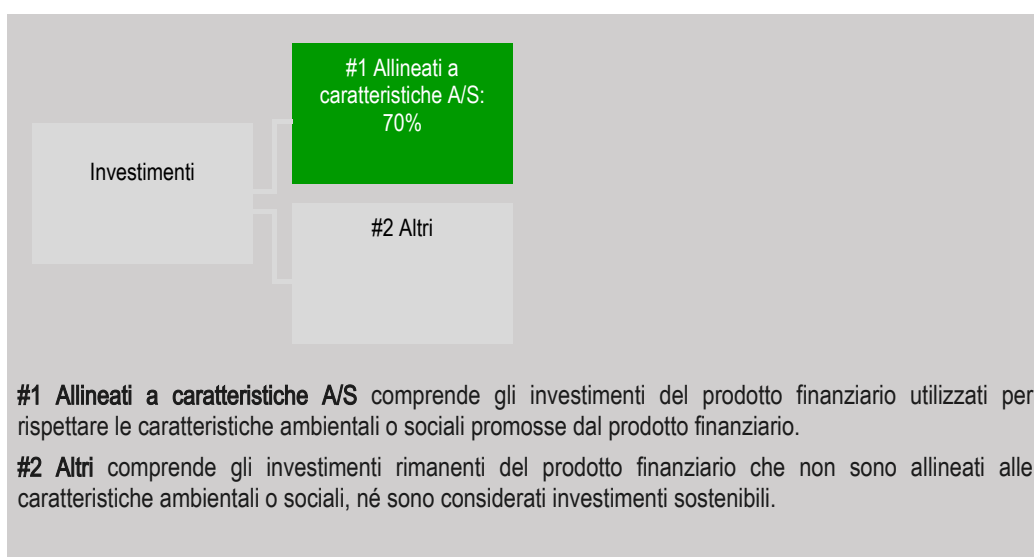 #1 Allineati a
caratteristiche A/S:
70%
Investimenti
#2 Altri
#1 Allineati a caratteristiche A/S comprende gli investimenti del prodotto finanziario utilizzati per
rispettare le caratteristiche ambientali o sociali promosse dal prodotto finanziario.
#2 Altri comprende gli investimenti rimanenti del prodotto finanziario che non sono allineati alle
caratteristiche ambientali o sociali, né sono considerati investimenti sostenibili.